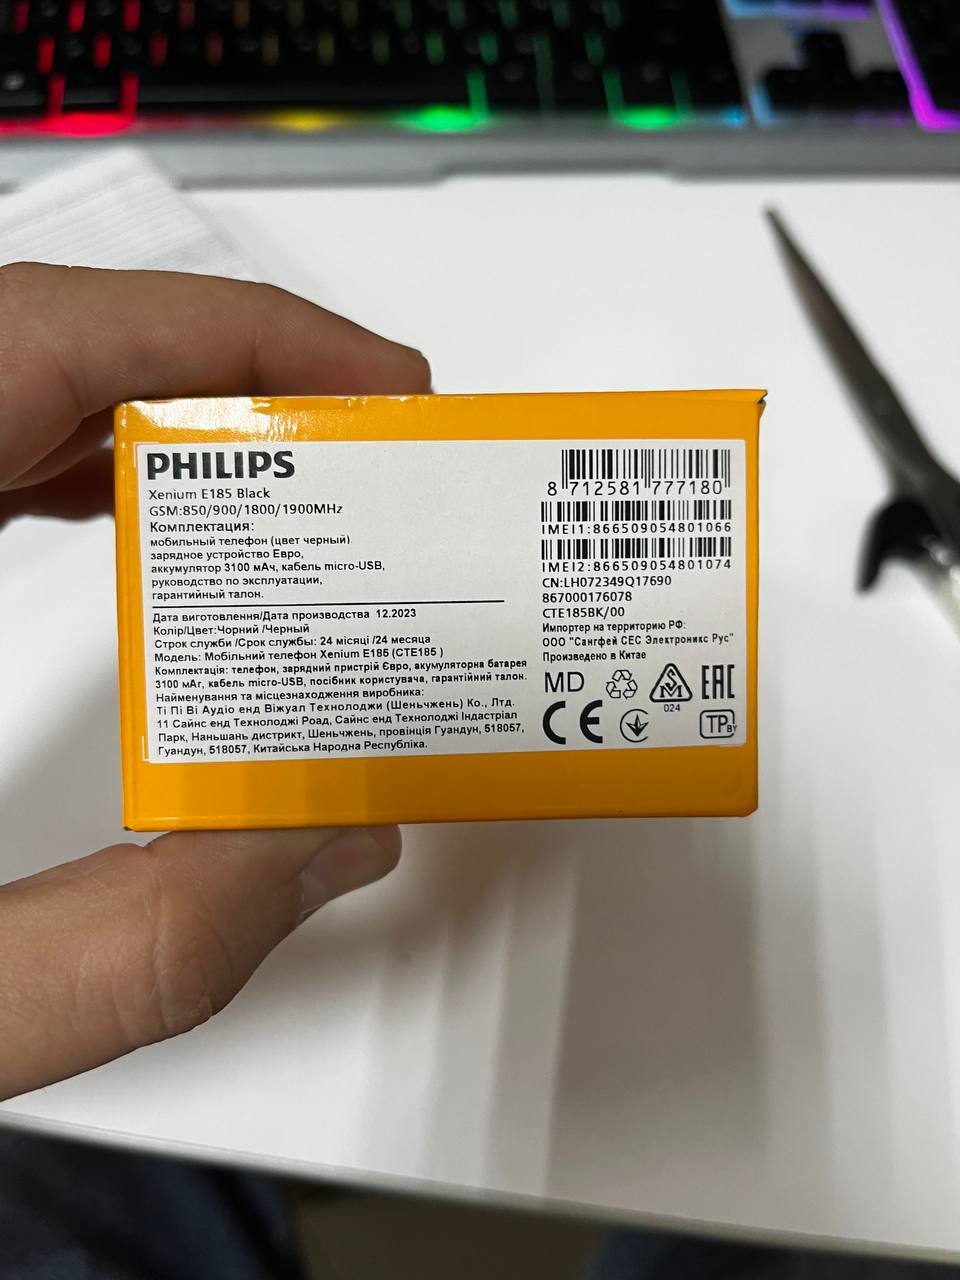 PHILIPS
Xenium E185 Black
GSM:850/900/1800/1900MHz
Комплектация:
мобильный телефон (цвет черный).
зарядное устройство Евро,
аккумулятор 3100 мАч, кабель micro-USB,
руководство по эксплуатации,
гарантийный талон.
Дата виготовлення/Дата производства 12.2023
Колір/Цвет:Чорний /Черный
Строк служби /Срок службы: 24 місяці /24 месяца
Модель: Мобільний телефон Xenium E185 (CTE185 )
Комплектація: телефон, зарядний пристрій Євро, акумуляторна батарея
3100 мАг, кабель micro-USB, посібник користувача, гарантійний талон.
Найменування та місцезнаходження виробника:
Ті Пі Ві Аудіо енд Віжуал Технолоджи (Шеньчжень) Ко., Лтд.
11 Сайнс енд Технолоджі Роад, Сайнс енд Технолоджі Індастріал
Парк, Наньшань дистрикт, Шеньчжень, провінція Гуандун, 518057,
Гуандун, 518057, Китайська Народна Республіка.
8 712581 777180
IMEI1:866509054801066
IMEI2:866509054801074
CN:LH072349Q17690
867000176078
CTE185BK/00
Импортер на территорию РФ:
ООО "Сангфей СЕС Электроникс Рус"
Произведено в Китае
MD
024
EAC
CE
TP BY